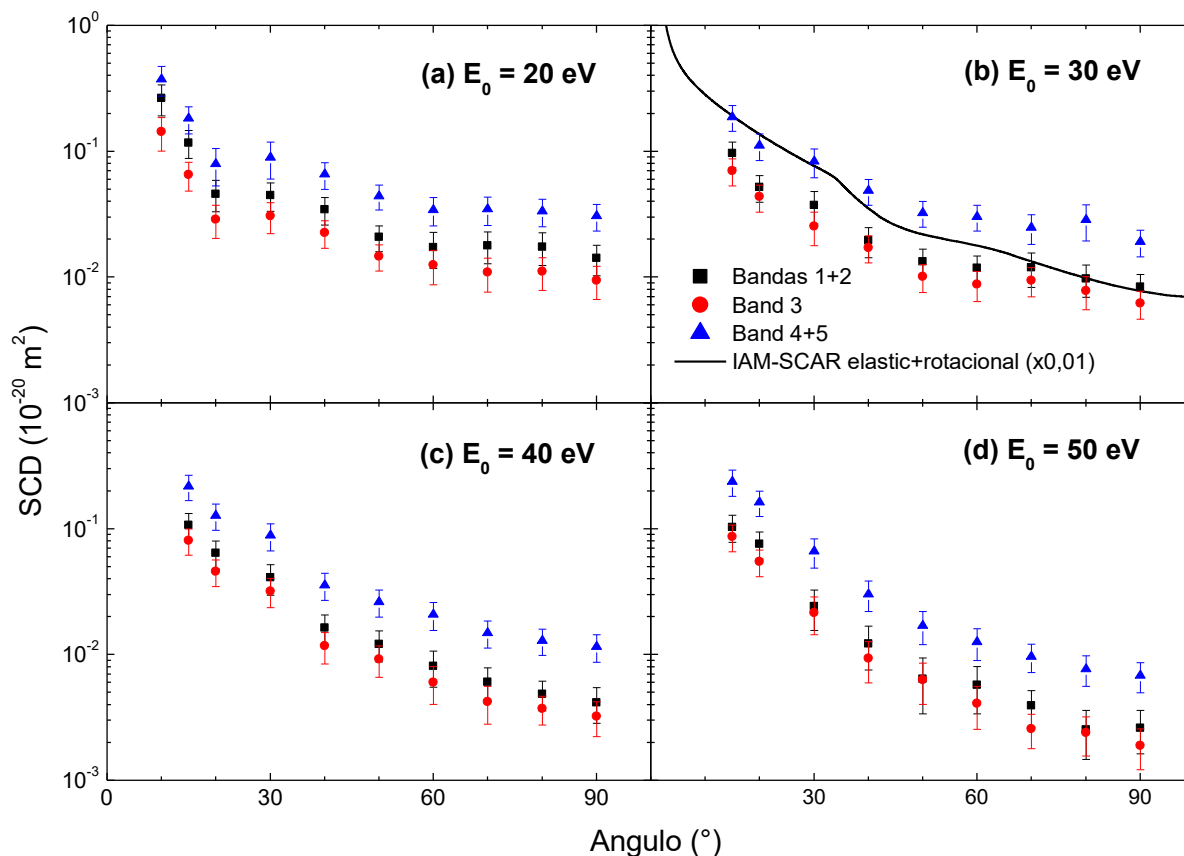 SCD (10⁻²⁰ m²)
10⁰
10⁻¹
10⁻²
10⁻³
(a) E₀ = 20 eV
(b) E₀ = 30 eV
Bandas 1+2
Band 3
Band 4+5
IAM-SCAR elastic+rotacional (x0,01)
(c) E₀ = 40 eV
(d) E₀ = 50 eV
10⁻¹
10⁻²
10⁻³
0 30 60 90 30 60 90
Angulo (°)